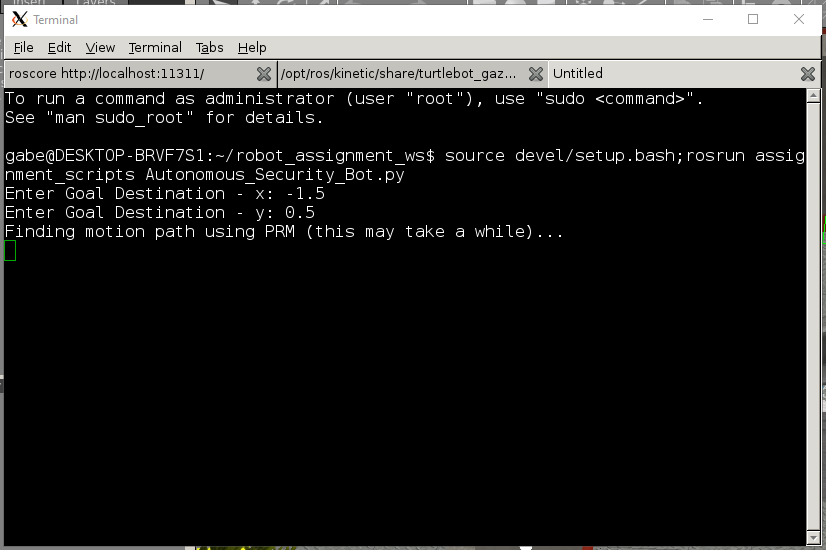 Terminal
File Edit View Terminal Tabs Help
roscore http://localhost:11311/ /opt/ros/kinetic/share/turtlebot_gaz... Untitled
To run a command as administrator (user "root"), use "sudo <command>".
See "man sudo_root" for details.
gabe@DESKTOP-BRVF7S1:~/robot_assignment_ws$ source devel/setup.bash;rosrun assig
nment_scripts Autonomous_Security_Bot.py
Enter Goal Destination - x: -1.5
Enter Goal Destination - y: 0.5
Finding motion path using PRM (this may take a while)...